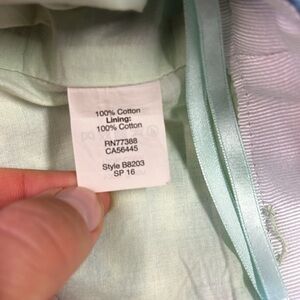 100% Cotton
Lining:
100% Cotton
RN77388
CA56445
Style B8203
SP 16